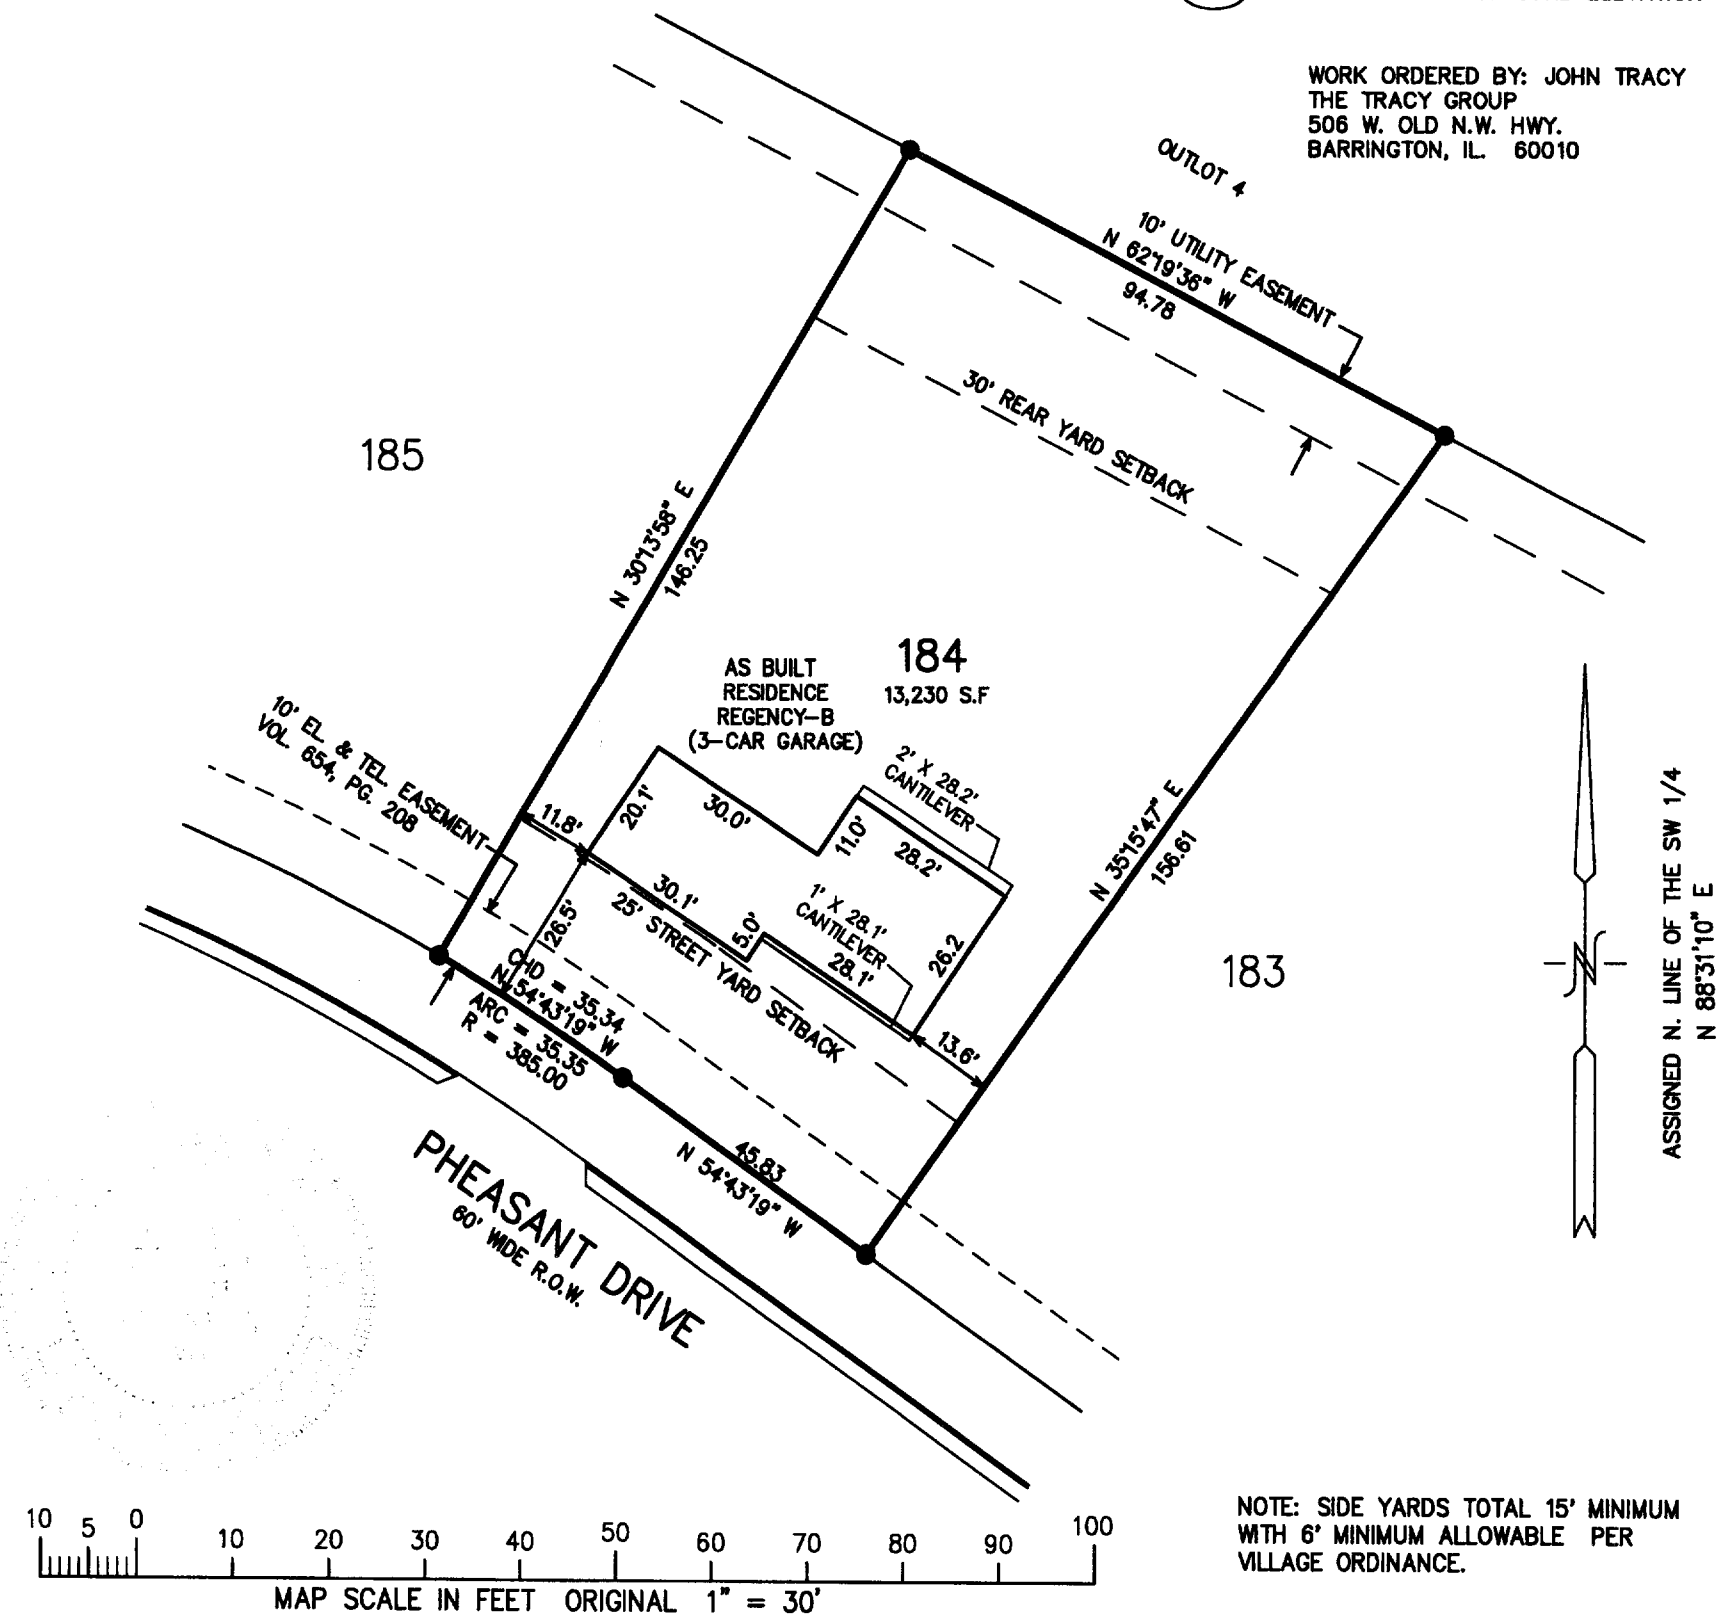 WORK ORDERED BY: JOHN TRACY
THE TRACY GROUP
506 W. OLD N.W. HWY.
BARRINGTON, IL. 60010
OUTLOT 4
10' UTILITY EASEMENT
N 62°19'36" W
94.78
30' REAR YARD SETBACK
185
N 30°13'58" E
146.25
184
13,230 S.F
AS BUILT
RESIDENCE
REGENCY-B
(3-CAR GARAGE)
2' X 28.2'
CANTILEVER
10' EL. & TEL. EASEMENT
VOL. 654, PG. 208
11.8'
20.1'
30.0'
11.0'
28.2'
N 35°15'47" E
156.61
30.1'
1' X 28.1'
CANTILEVER
26.5'
25' STREET YARD SETBACK
5.0'
28.1'
26.2
13.6'
183
CHD = 35.34
N 54°43'19" W
ARC = 35.35
R = 385.00
45.83
N 54°43'19" W
PHEASANT DRIVE
60' WIDE R.O.W.
ASSIGNED N. LINE OF THE SW 1/4
N 88°31'10" E
N
10 5 0 10 20 30 40 50 60 70 80 90 100
MAP SCALE IN FEET ORIGINAL 1" = 30'
NOTE: SIDE YARDS TOTAL 15' MINIMUM
WITH 6' MINIMUM ALLOWABLE PER
VILLAGE ORDINANCE.